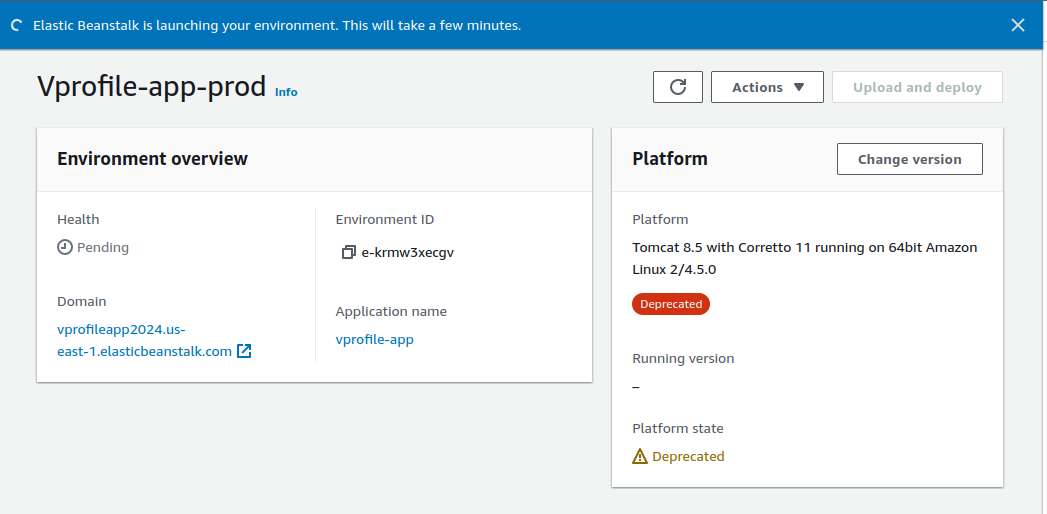 Elastic Beanstalk is launching your environment. This will take a few minutes.
Vprofile-app-prod Info
Actions
Upload and deploy
Environment overview
Health
Pending
Domain
vprofileapp2024.us-
east-1.elasticbeanstalk.com
Environment ID
e-krmw3xecgv
Application name
vprofile-app
Platform
Change version
Platform
Tomcat 8.5 with Corretto 11 running on 64bit Amazon
Linux 2/4.5.0
Deprecated
Running version
–
Platform state
Deprecated